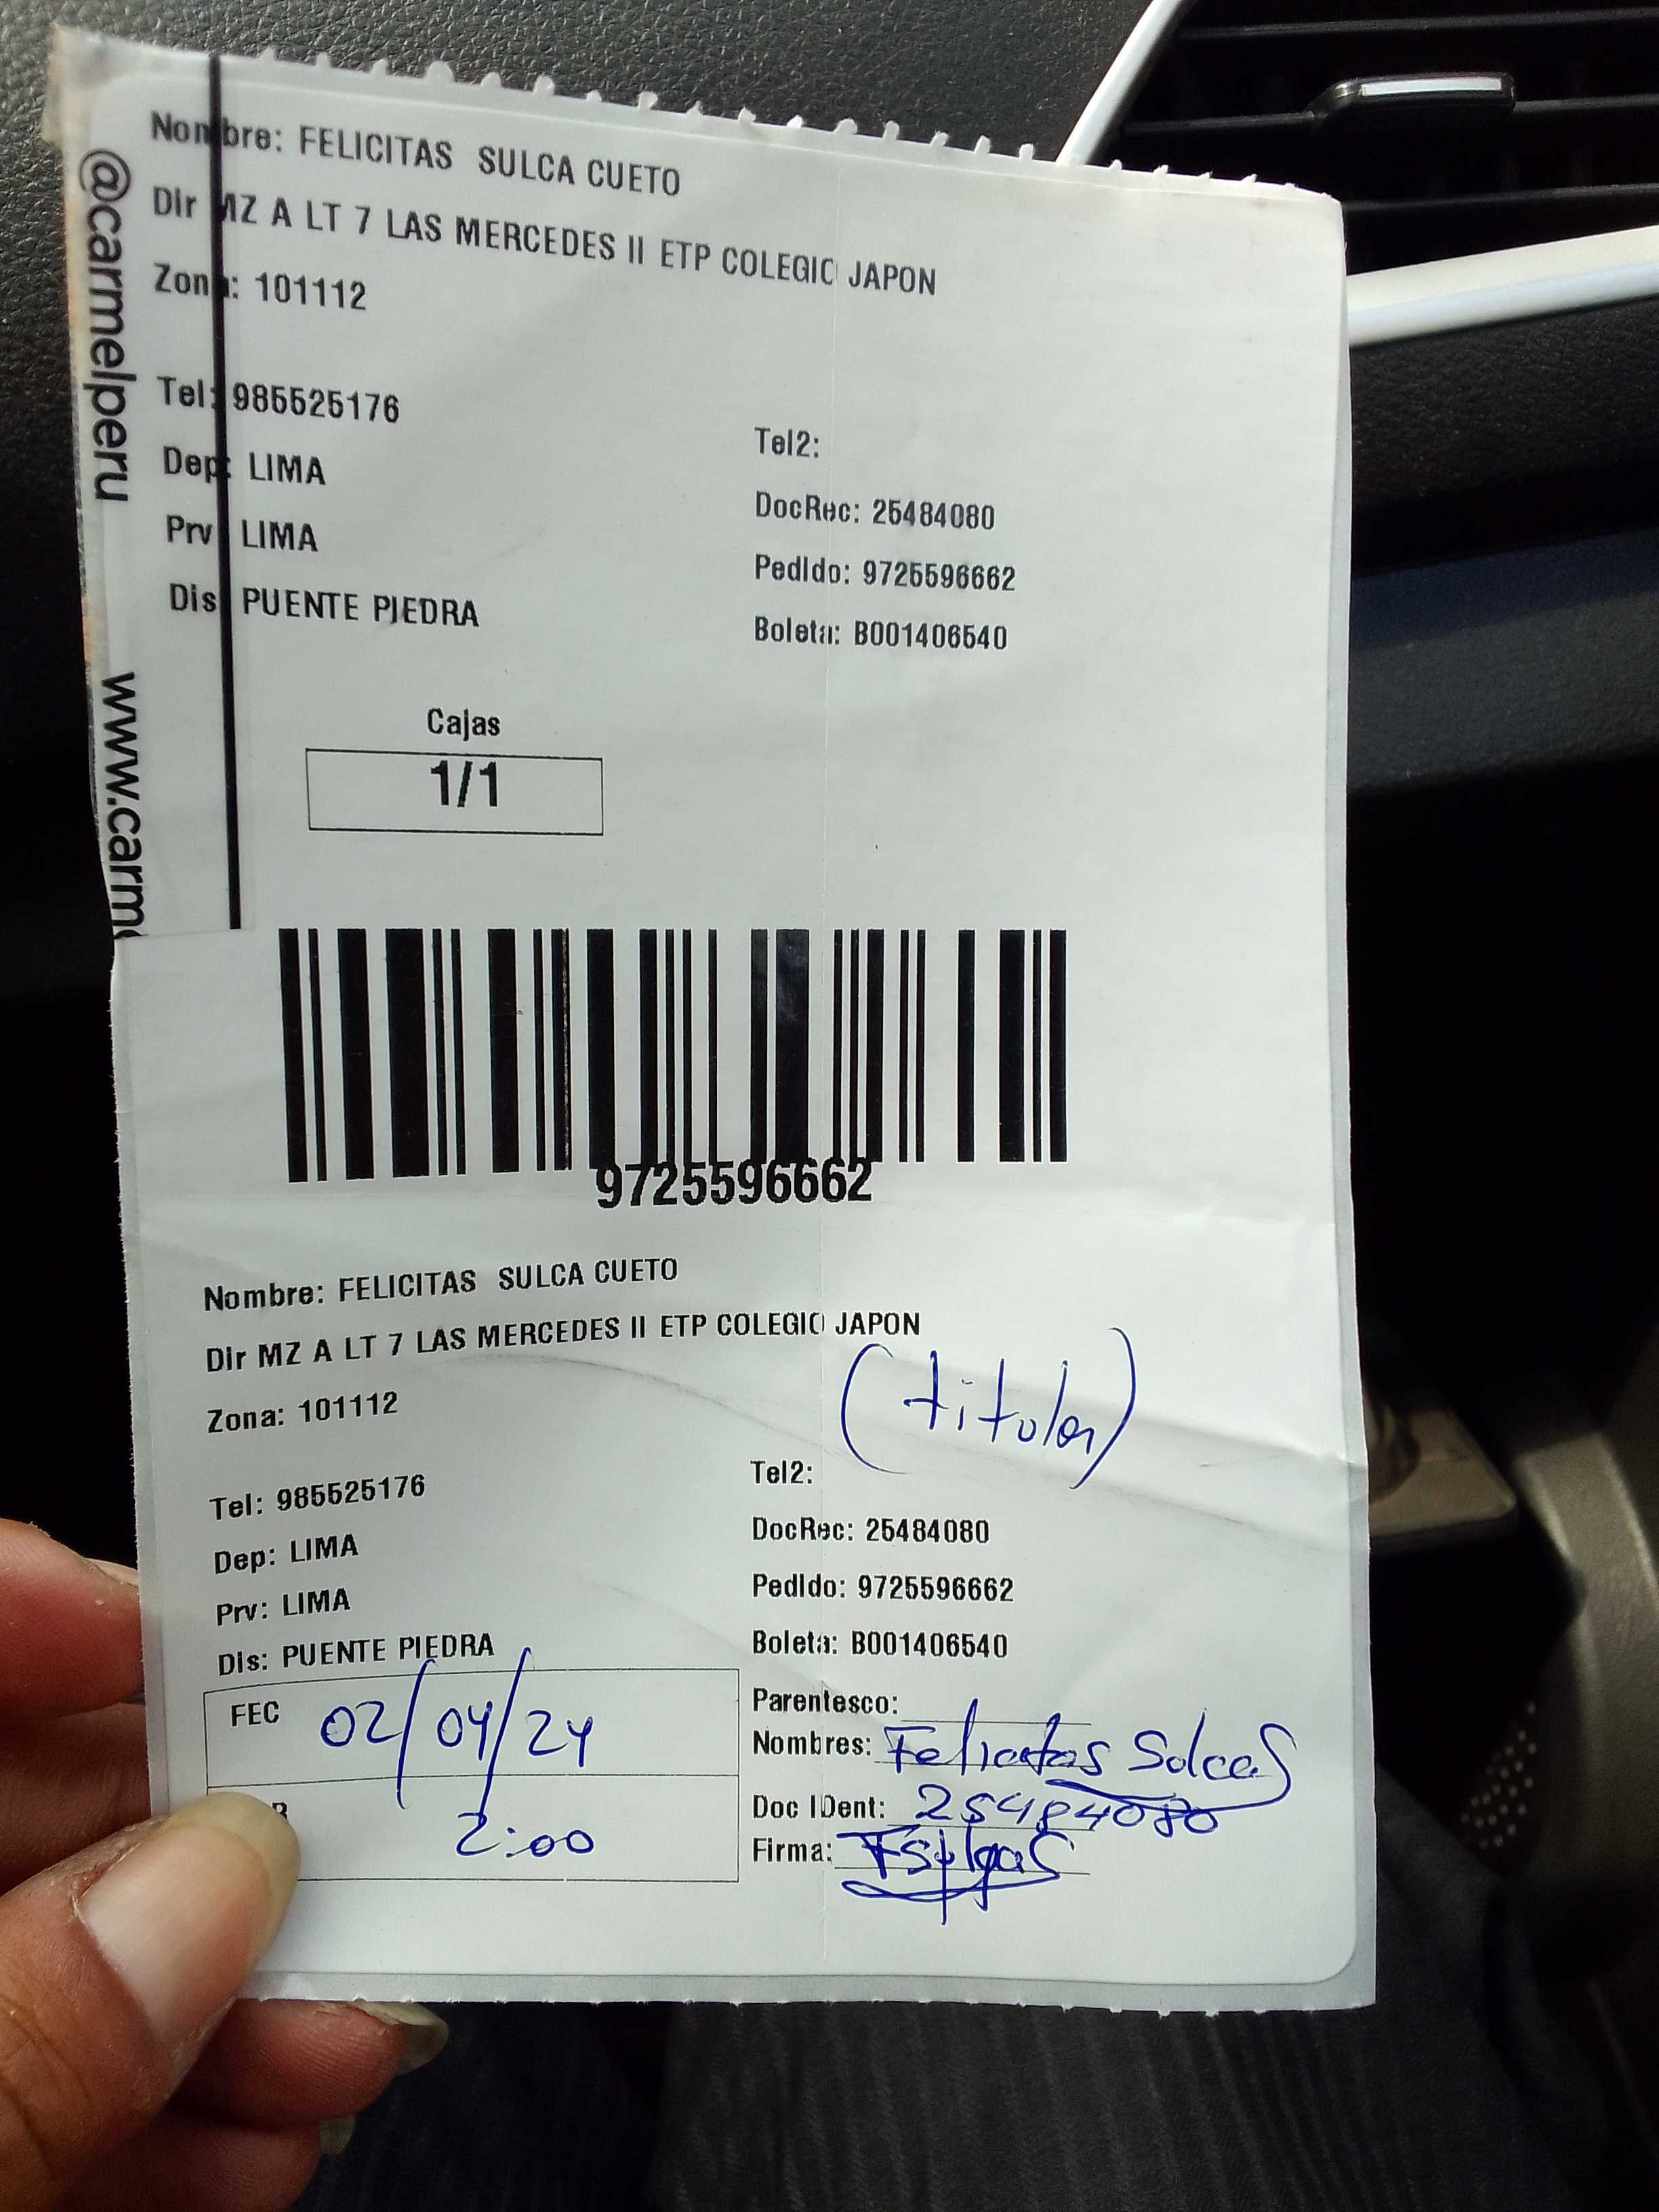 Nombre: FELICITAS SULCA CUETO
Dir MZ A LT 7 LAS MERCEDES II ETP COLEGIO JAPON
Zona: 101112
Tel: 985525176
Tel2:
Dep: LIMA
DocRec: 25484080
Prv LIMA
Pedido: 9725596662
Dis PUENTE PIEDRA
Boleta: B001406540
@carmelperu
www.carme
Cajas
1/1
9725596662
Nombre: FELICITAS SULCA CUETO
Dir MZ A LT 7 LAS MERCEDES II ETP COLEGIO JAPON
(titular)
Zona: 101112
Tel: 985525176
Tel2:
Dep: LIMA
DocRec: 25484080
Prv: LIMA
Pedido: 9725596662
Dis: PUENTE PIEDRA
Boleta: B001406540
FEC 02/04/24
Parentesco:
Nombres: Felicitas Sulca
2:00
Doc IDent: 25484080
Firma: